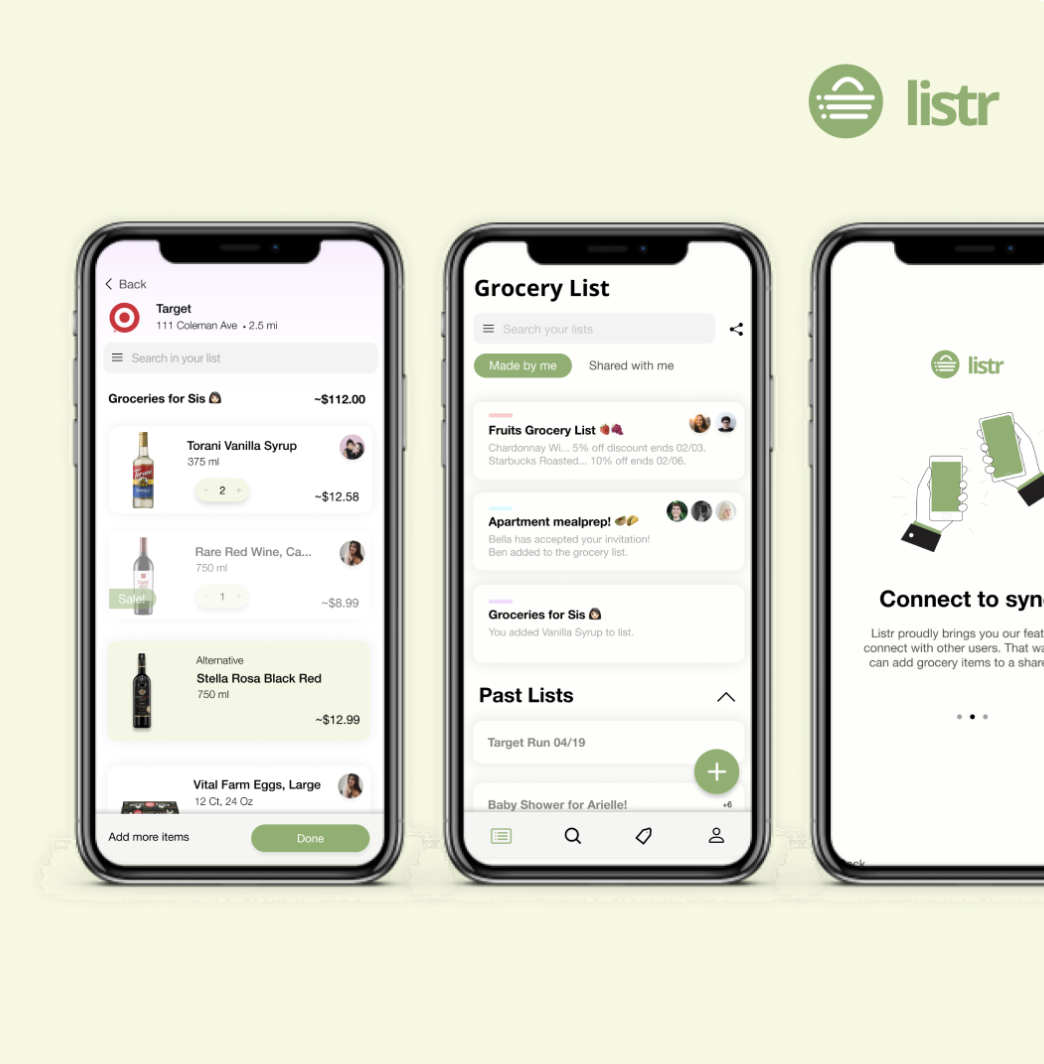 listr
Back
Target
111 Coleman Ave • 2.5 mi
Search in your list
Groceries for Sis 👩🏻 ~$112.00
Torani Vanilla Syrup
375 ml
- 2 +
~$12.58
Rare Red Wine, Ca...
750 ml
Sale!
- 1 +
~$8.99
Alternative
Stella Rosa Black Red
750 ml
~$12.99
Vital Farm Eggs, Large
12 Ct, 24 Oz
Add more items
Done
Grocery List
Search your lists
Made by me
Shared with me
Fruits Grocery List 🍓🍇
Chardonnay Wi... 5% off discount ends 02/03.
Starbucks Roasted... 10% off ends 02/06.
Apartment mealprep! 🥙🌮
Bella has accepted your invitation!
Ben added to the grocery list.
Groceries for Sis 👩🏻
You added Vanilla Syrup to list.
Past Lists
Target Run 04/19
Baby Shower for Arielle!
+6
listr
Connect to syn
Listr proudly brings you our feat
connect with other users. That wa
can add grocery items to a share